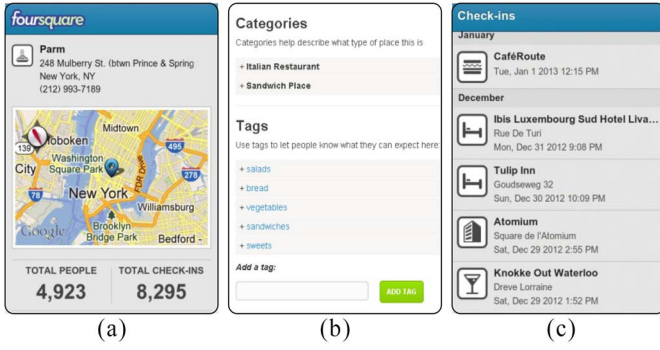 foursquare
Parm
248 Mulberry St. (btwn Prince & Spring
New York, NY
(212) 993-7189
Midtown
Hoboken
139
495
Washington
Square Park
FDR Drive
City
278
78
New York
Williamsburg
Brooklyn
Bridge Park
Bedford -
Google
TOTAL PEOPLE
TOTAL CHECK-INS
4,923
8,295
(a)
Categories
Categories help describe what type of place this is
+ Italian Restaurant
+ Sandwich Place
Tags
Use tags to let people know what they can expect here
+ salads
+ bread
+ vegetables
+ sandwiches
+ sweets
Add a tag:
ADD TAG
(b)
Check-ins
January
CaféRoute
Tue, Jan 1 2013 12:15 PM
December
Ibis Luxembourg Sud Hotel Liva...
Rue De Turi
Mon, Dec 31 2012 9:08 PM
Tulip Inn
Goudseweg 32
Sun, Dec 30 2012 10:09 PM
Atomium
Square de l'Atomium
Sat, Dec 29 2012 2:55 PM
Knokke Out Waterloo
Dreve Lorraine
Sat, Dec 29 2012 1:52 PM
(c)